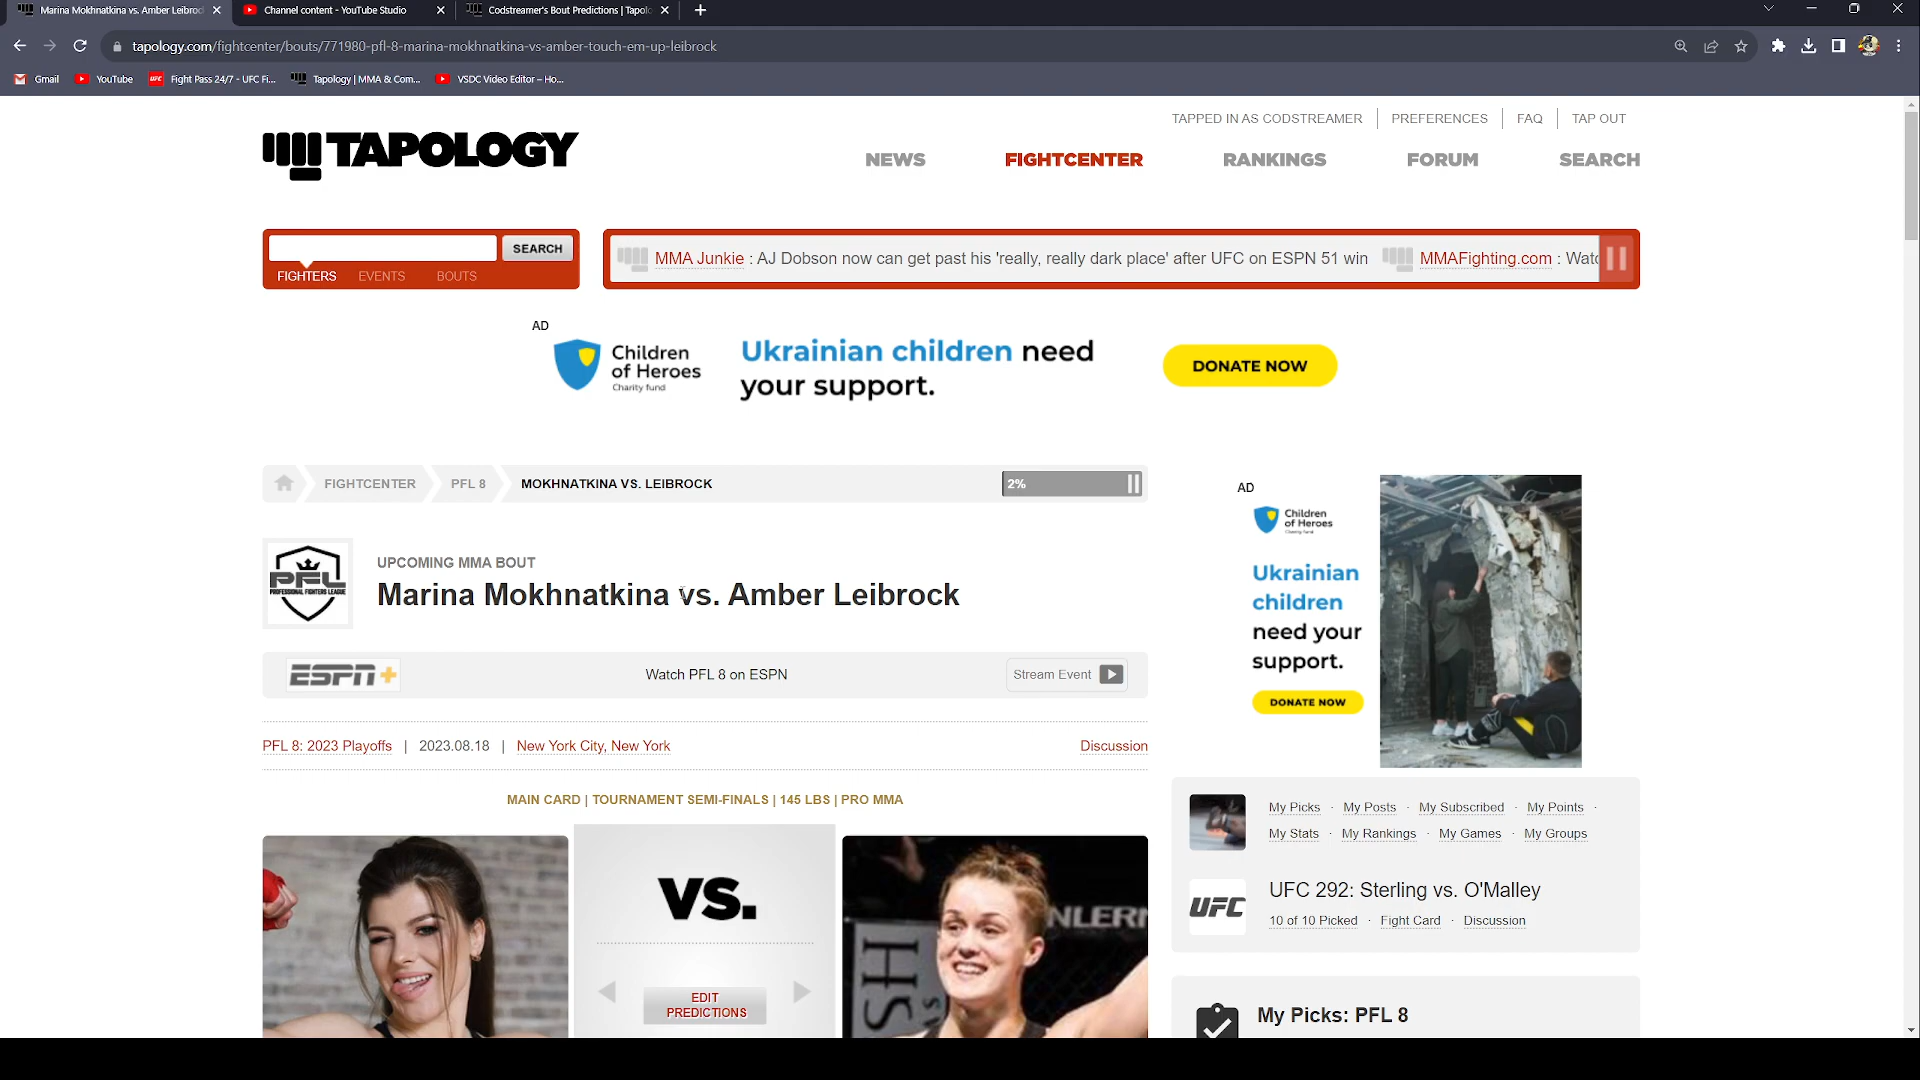 Marina Mokhnatkina vs. Amber Leibroc
Channel content - YouTube Studio
Codstreamer's Bout Predictions | Tapolo
tapology.com/fightcenter/bouts/771980-pfl-8-marina-mokhnatkina-vs-amber-touch-em-up-leibrock
Gmail
YouTube
Fight Pass 24/7 - UFC Fi...
Tapology | MMA & Com...
VSDC Video Editor – Ho...
TAPPED IN AS CODSTREAMER
PREFERENCES
FAQ
TAP OUT
TAPOLOGY
NEWS
FIGHTCENTER
RANKINGS
FORUM
SEARCH
SEARCH
FIGHTERS
EVENTS
BOUTS
MMA Junkie : AJ Dobson now can get past his 'really, really dark place' after UFC on ESPN 51 win
MMAFighting.com : Watc
AD
Children
of Heroes
Charity fund
Ukrainian children need
your support.
DONATE NOW
FIGHTCENTER
PFL 8
MOKHNATKINA VS. LEIBROCK
2%
PFL
PROFESSIONAL FIGHTERS LEAGUE
UPCOMING MMA BOUT
Marina Mokhnatkina vs. Amber Leibrock
ESPN+
Watch PFL 8 on ESPN
Stream Event
PFL 8: 2023 Playoffs | 2023.08.18 | New York City, New York
Discussion
MAIN CARD | TOURNAMENT SEMI-FINALS | 145 LBS | PRO MMA
VS.
EDIT
PREDICTIONS
AD
Children
of Heroes
Charity fund
Ukrainian
children
need your
support.
DONATE NOW
My Picks · My Posts · My Subscribed · My Points ·
My Stats · My Rankings · My Games · My Groups
UFC
UFC 292: Sterling vs. O'Malley
10 of 10 Picked · Fight Card · Discussion
My Picks: PFL 8